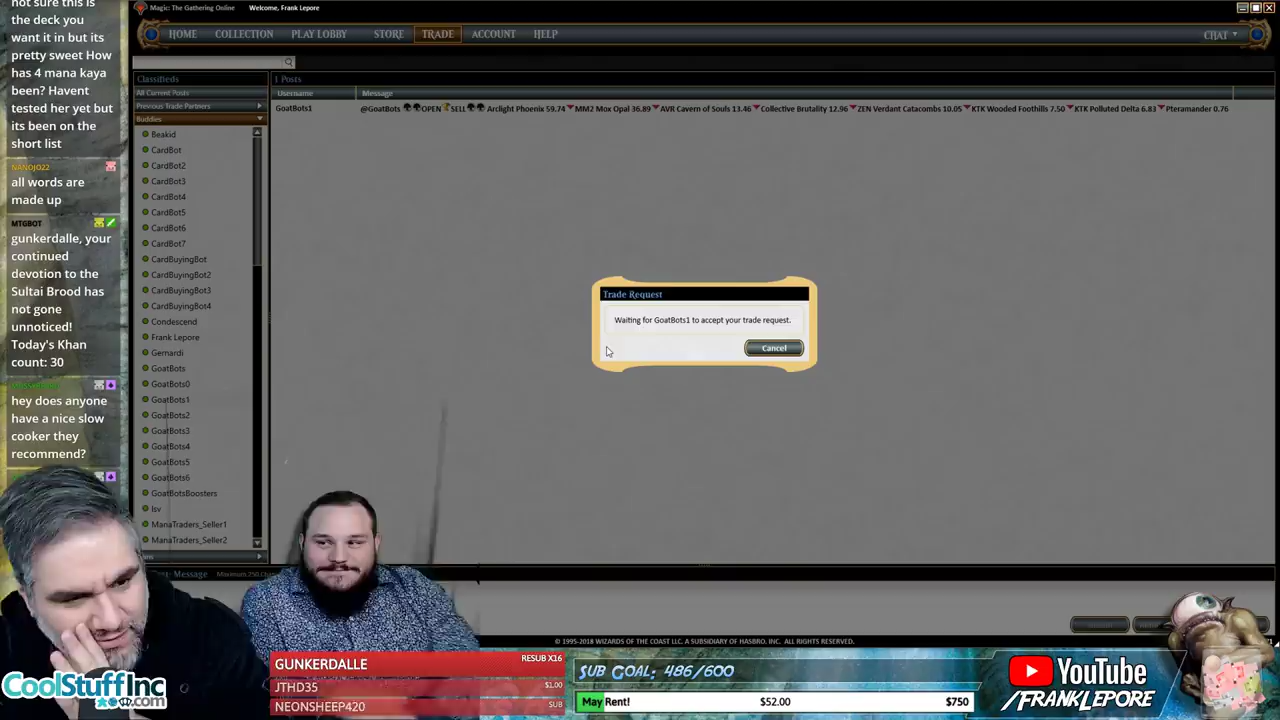 not sure this is
the deck you
want it in but its
pretty sweet How
has 4 mana kaya
been? Havent
tested her yet but
its been on the
short list
NANDJO22
all words are
made up
MTGBOT
gunkerdalle, your
continued
devotion to the
Sultai Brood has
not gone
unnoticed!
Today's Khan
count: 30
hey does anyone
have a nice slow
cooker they
recommend?
Magic: The Gathering Online
Welcome, Frank Lepore
HOME COLLECTION PLAY LOBBY STORE TRADE ACCOUNT HELP
CHAT
Classifieds
All Current Posts
Previous Trade Partners
Buddies
Beakid
CardBot
CardBot2
CardBot3
CardBot4
CardBot5
CardBot6
CardBot7
CardBuyingBot
CardBuyingBot2
CardBuyingBot3
CardBuyingBot4
Condescend
Frank Lepore
Gernardi
GoatBots
GoatBots0
GoatBots1
GoatBots2
GoatBots3
GoatBots4
GoatBots5
GoatBots6
GoatBotsBoosters
lsv
ManaTraders_Seller1
ManaTraders_Seller2
1 Posts
Username Message
GoatBots1 @GoatBots OPEN SELL Arclight Phoenix 59.74 MM2 Mox Opal 36.89 AVR Cavern of Souls 13.46 Collective Brutality 12.96 ZEN Verdant Catacombs 10.05 KTK Wooded Foothills 7.50 KTK Polluted Delta 6.83 Pteramander 0.76
Trade Request
Waiting for GoatBots1 to accept your trade request.
Cancel
Message
© 1995-2018 WIZARDS OF THE COAST LLC. A SUBSIDIARY OF HASBRO, INC. ALL RIGHTS RESERVED.
CoolStuffInc
.com
GUNKERDALLE RESUB X16
JTHD35 $1.00
NEONSHEEP420 SUB
SUB GOAL: 486/600
May Rent! $52.00 $750
YouTube
/FRANKLEPORE